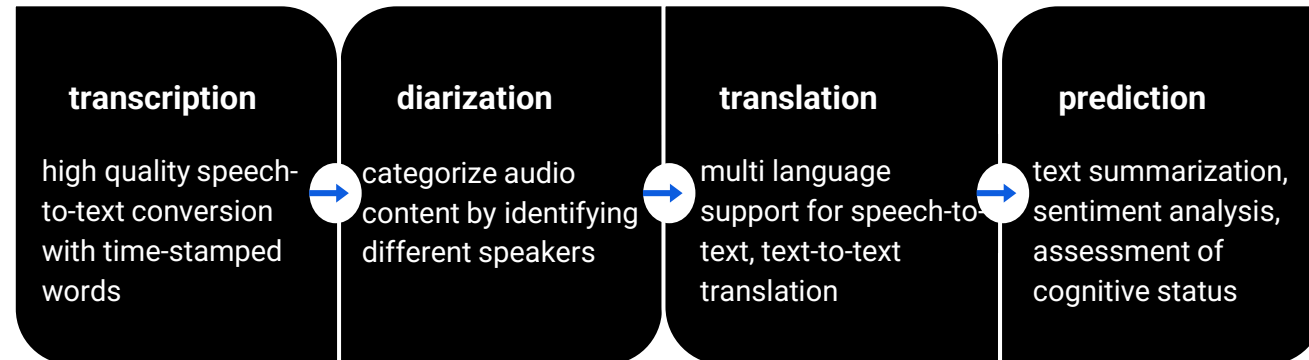 transcription
high quality speech-
to-text conversion
with time-stamped
words
diarization
categorize audio
content by identifying
different speakers
translation
multi language
support for speech-to-
text, text-to-text
translation
prediction
text summarization,
sentiment analysis,
assessment of
cognitive status